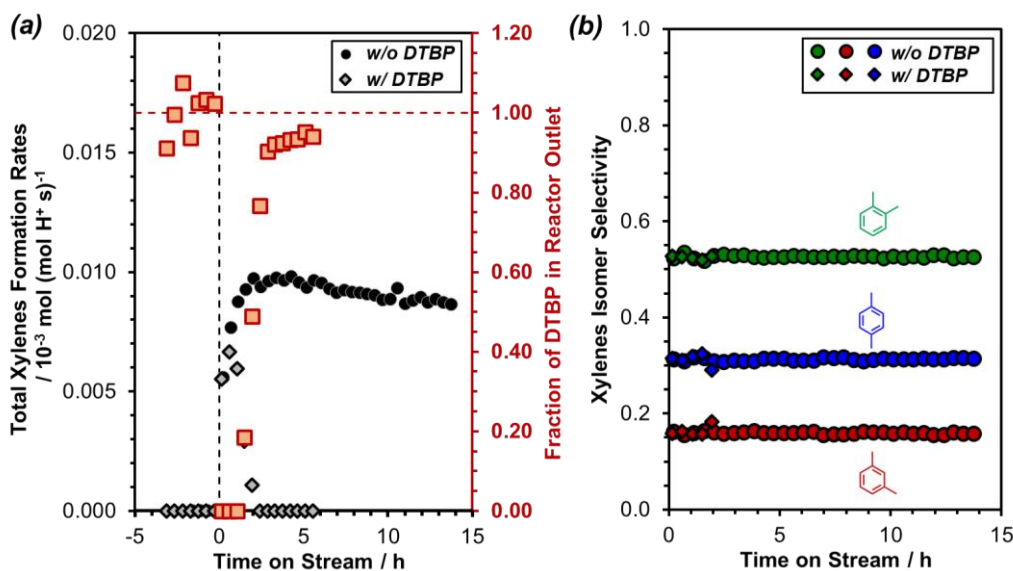 (a)
Total Xylenes Formation Rates
/ 10⁻³ mol (mol H⁺ s)⁻¹
0.020
0.015
0.010
0.005
0.000
w/o DTBP
w/ DTBP
-5
0
5
10
15
Time on Stream / h
1.20
1.00
0.80
0.60
0.40
0.20
0.00
Fraction of DTBP in Reactor Outlet
(b)
Xylenes Isomer Selectivity
1.0
0.8
0.6
0.4
0.2
0.0
w/o DTBP
w/ DTBP
0
5
10
15
Time on Stream / h